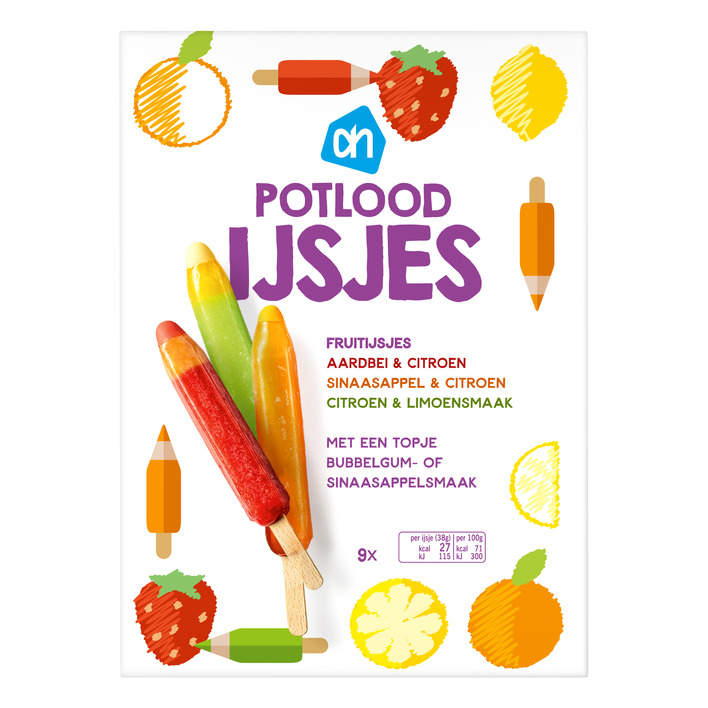 ah
POTLOOD
IJSJES
FRUITIJSJES
AARDBEI & CITROEN
SINAASAPPEL & CITROEN
CITROEN & LIMOENSMAAK
MET EEN TOPJE
BUBBELGUM- OF
SINAASAPPELSMAAK
9X
per ijsje (38g) per 100g
kcal 27 kcal 71
kJ 115 kJ 300